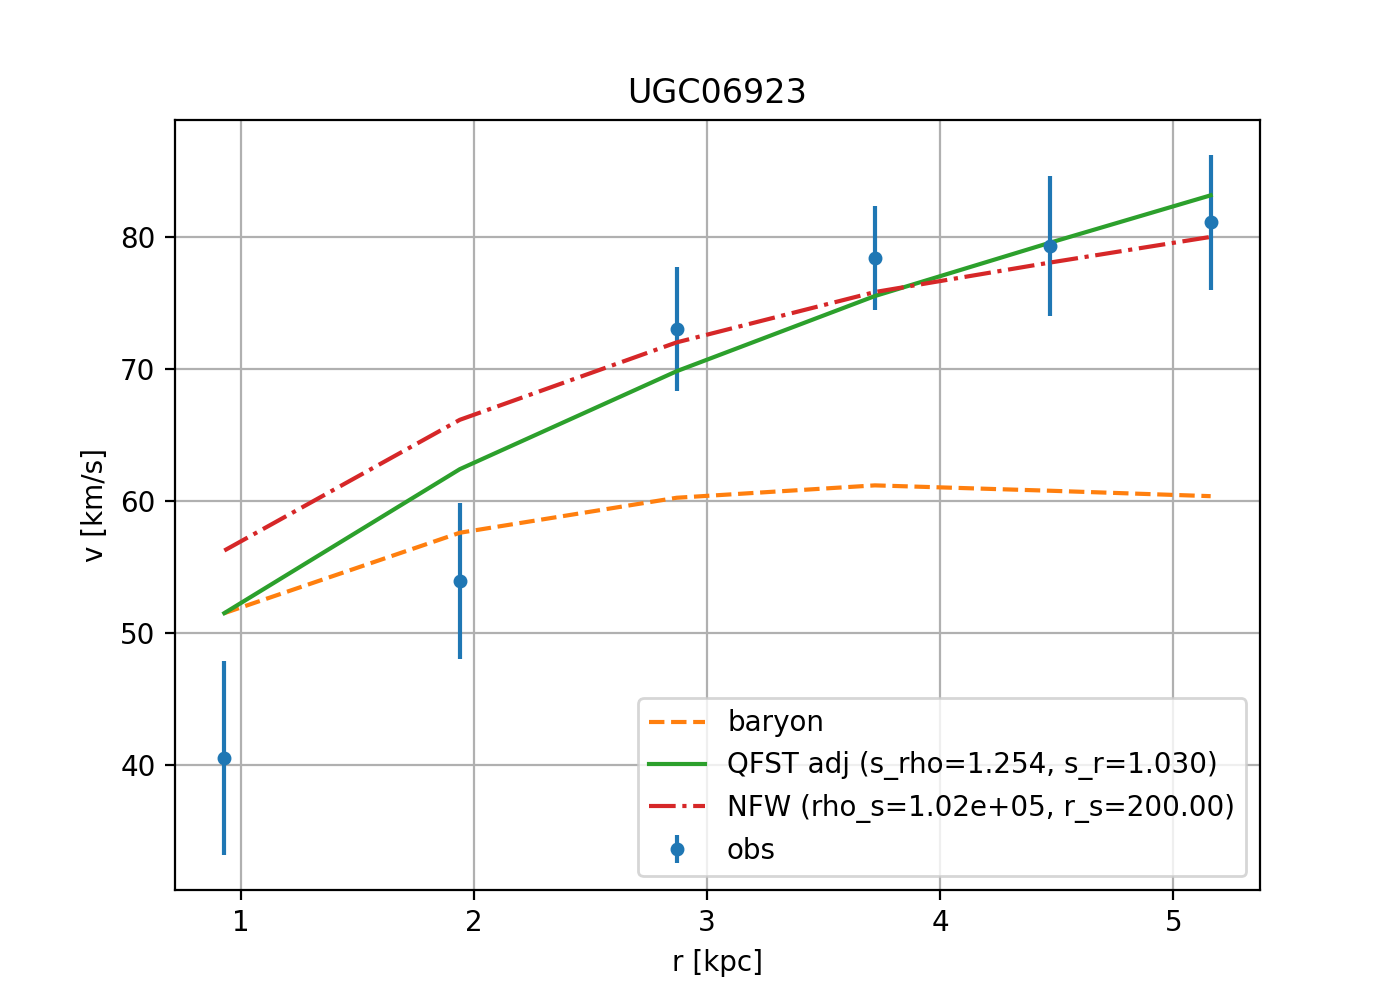 UGC06923
80
70
60
50
40
v [km/s]
baryon
QFST adj (s_rho=1.254, s_r=1.030)
NFW (rho_s=1.02e+05, r_s=200.00)
obs
1 2 3 4 5
r [kpc]